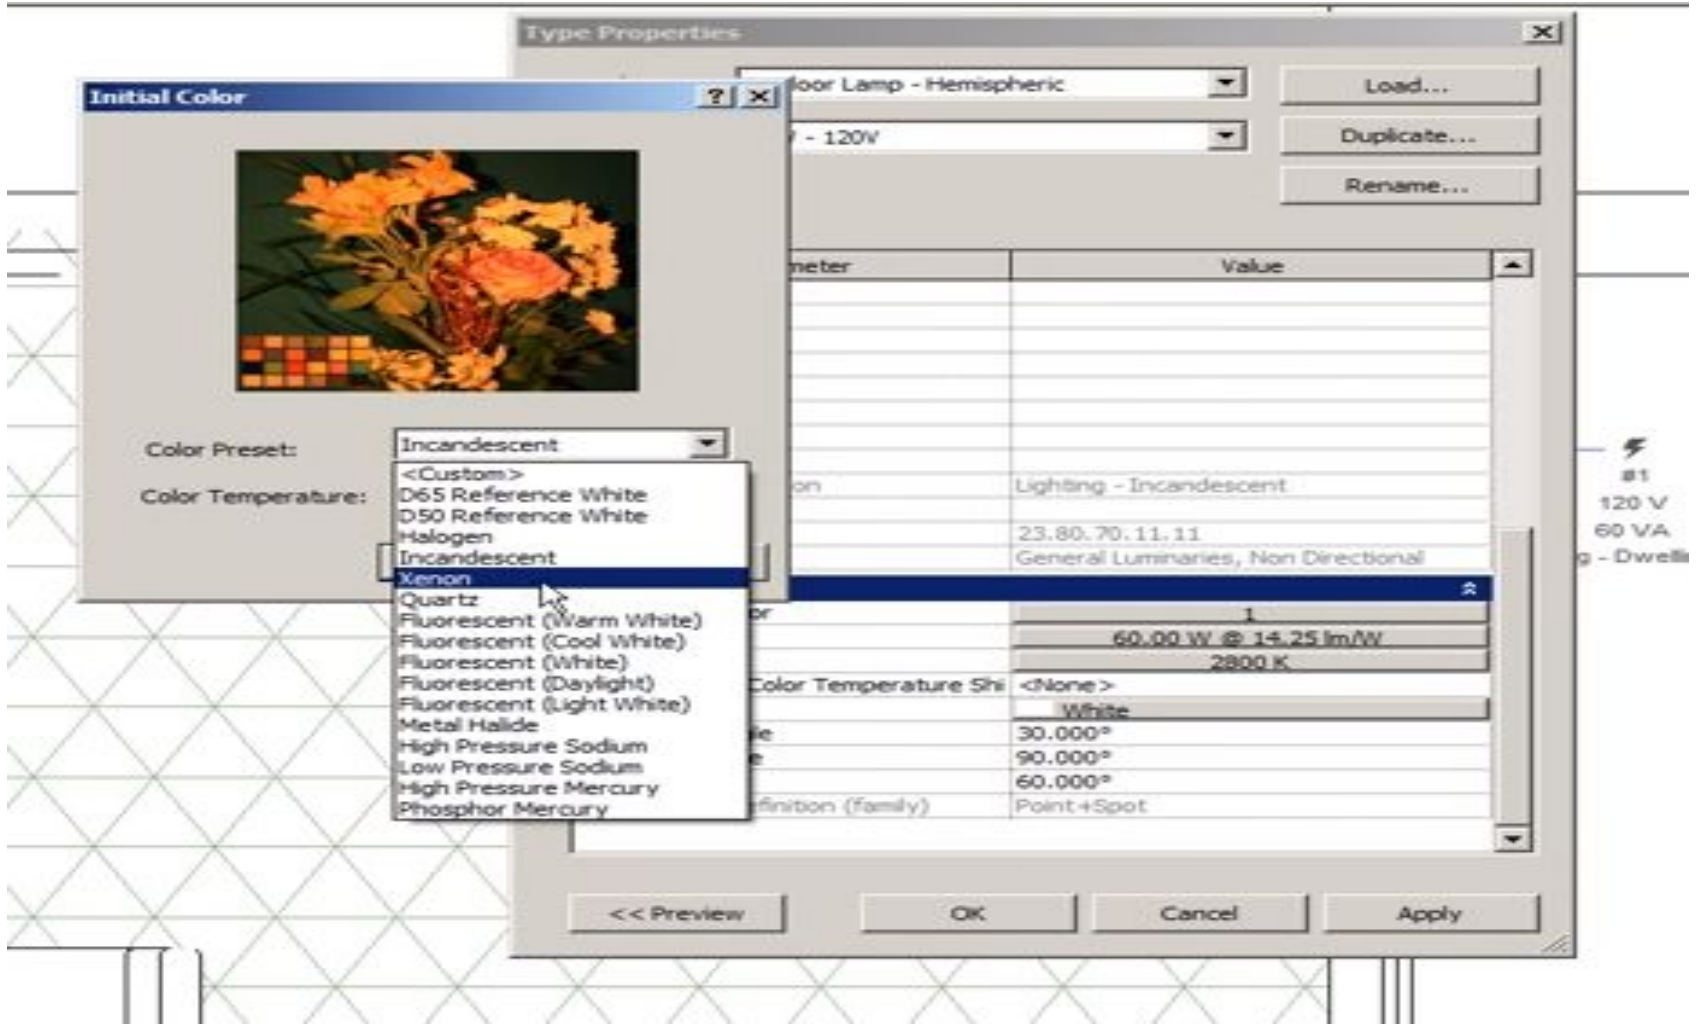 Type Properties
Initial Color
loor Lamp - Hemispheric
Load...
- 120V
Duplicate...
Rename...
meter Value
Color Preset: Incandescent
<Custom>
D65 Reference White
D50 Reference White
Halogen
Incandescent
Xenon
Quartz
Fluorescent (Warm White)
Fluorescent (Cool White)
Fluorescent (White)
Fluorescent (Daylight)
Fluorescent (Light White)
Metal Halide
High Pressure Sodium
Low Pressure Sodium
High Pressure Mercury
Phosphor Mercury
Color Temperature:
on Lighting - Incandescent
23.80.70.11.11
General Luminaries, Non Directional
or 1
60.00 W @ 14.25 lm/W
2800 K
Color Temperature Shi <None>
White
le 30.000°
e 90.000°
60.000°
efinition (family) Point+Spot
<< Preview OK Cancel Apply
#1
120 V
60 VA
g - Dwelli